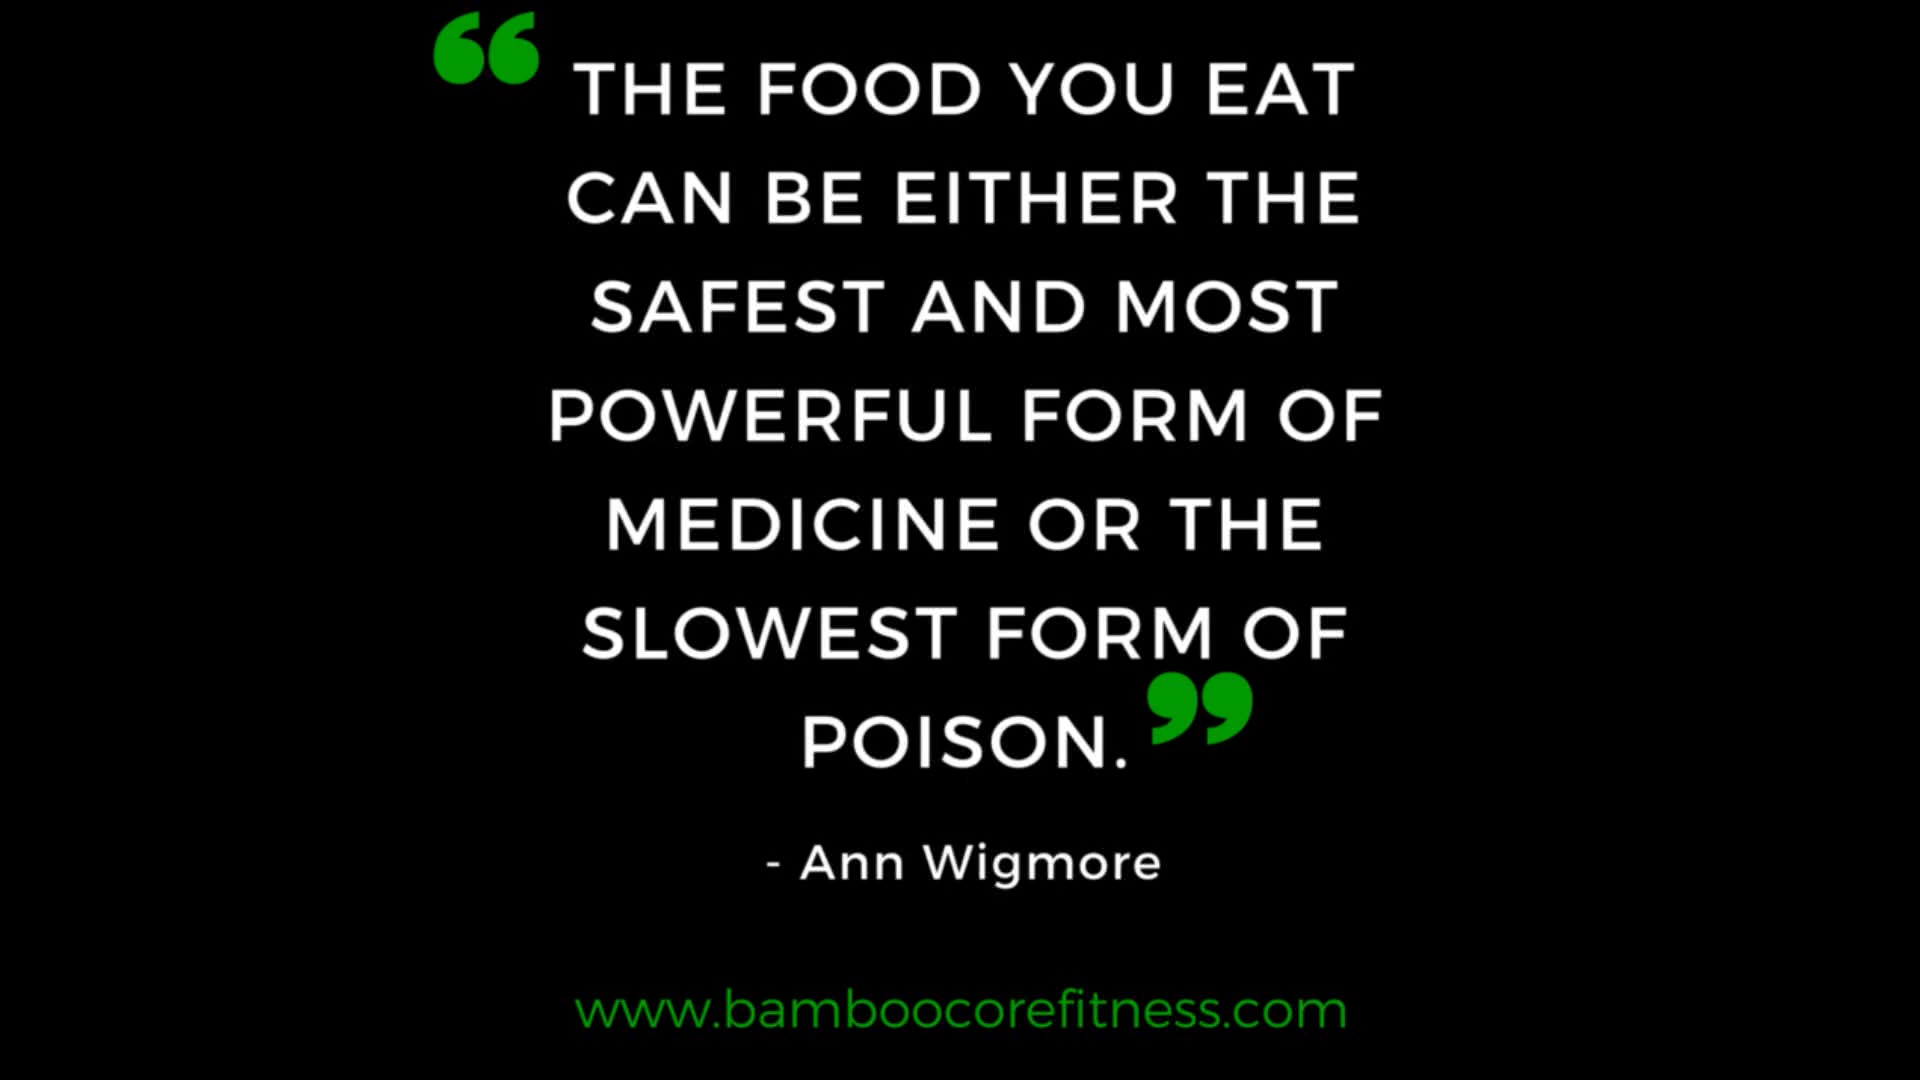 “ THE FOOD YOU EAT
CAN BE EITHER THE
SAFEST AND MOST
POWERFUL FORM OF
MEDICINE OR THE
SLOWEST FORM OF
POISON. ”
- Ann Wigmore
www.bamboocorefitness.com